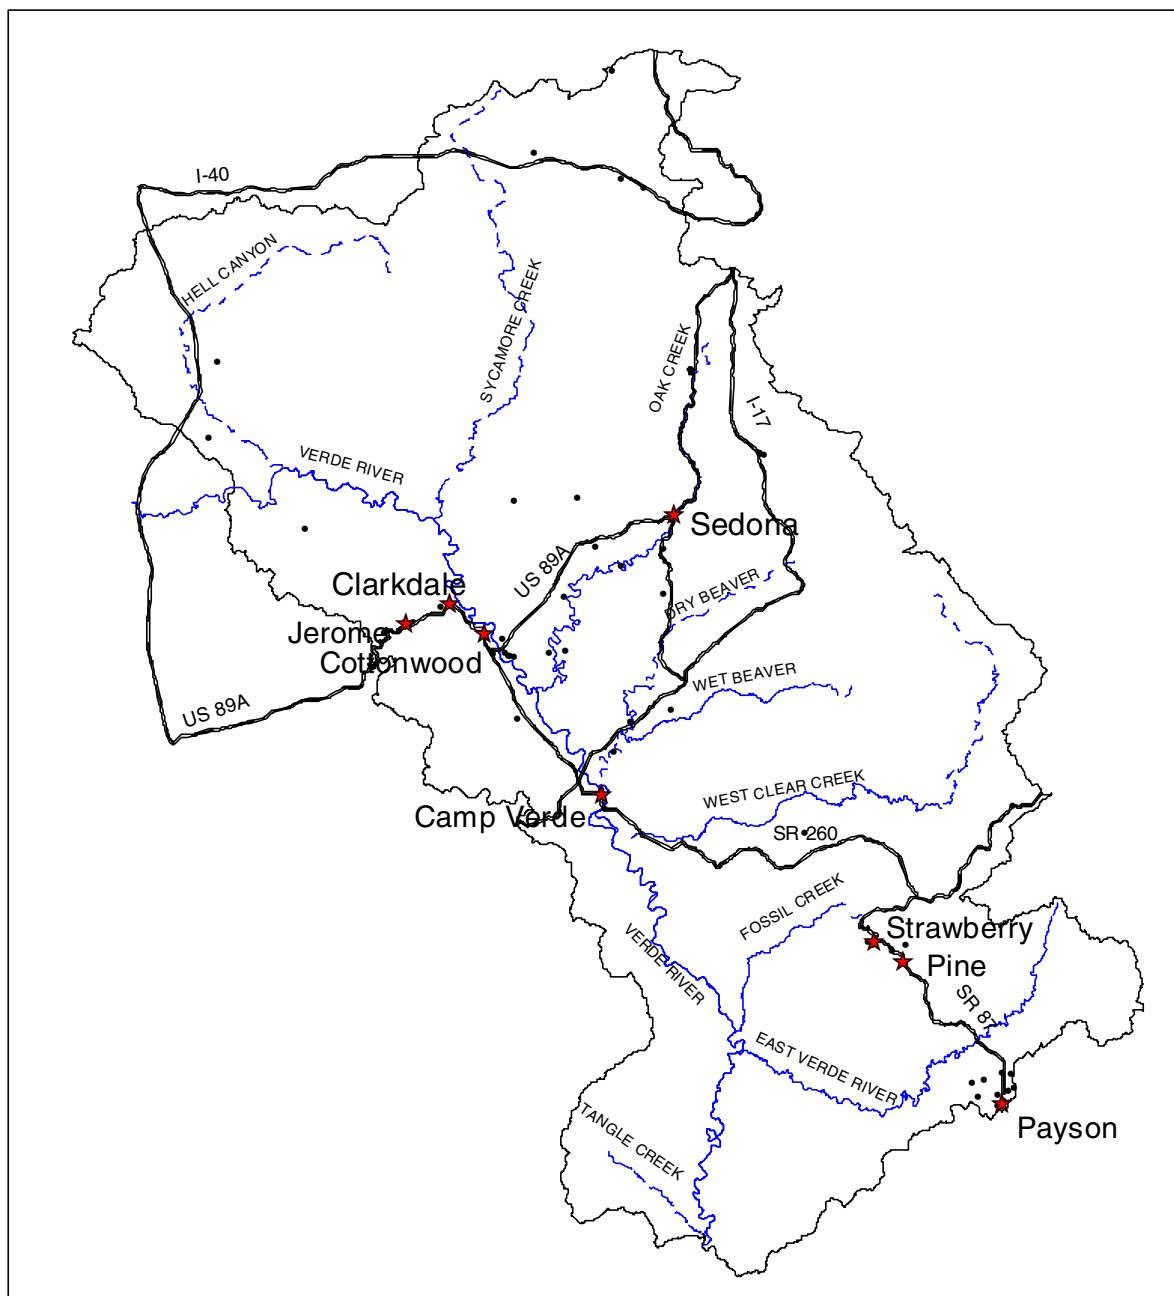 I-40
HELL CANYON
SYCAMORE CREEK
OAK CREEK
I-17
VERDE RIVER
Sedona
US 89A
Clarkdale
DRY BEAVER
Jerome
Cottonwood
WET BEAVER
US 89A
WEST CLEAR CREEK
Camp Verde
SR 260
FOSSIL CREEK
Strawberry
VERDE RIVER
Pine
SR 87
EAST VERDE RIVER
TANGLE CREEK
Payson